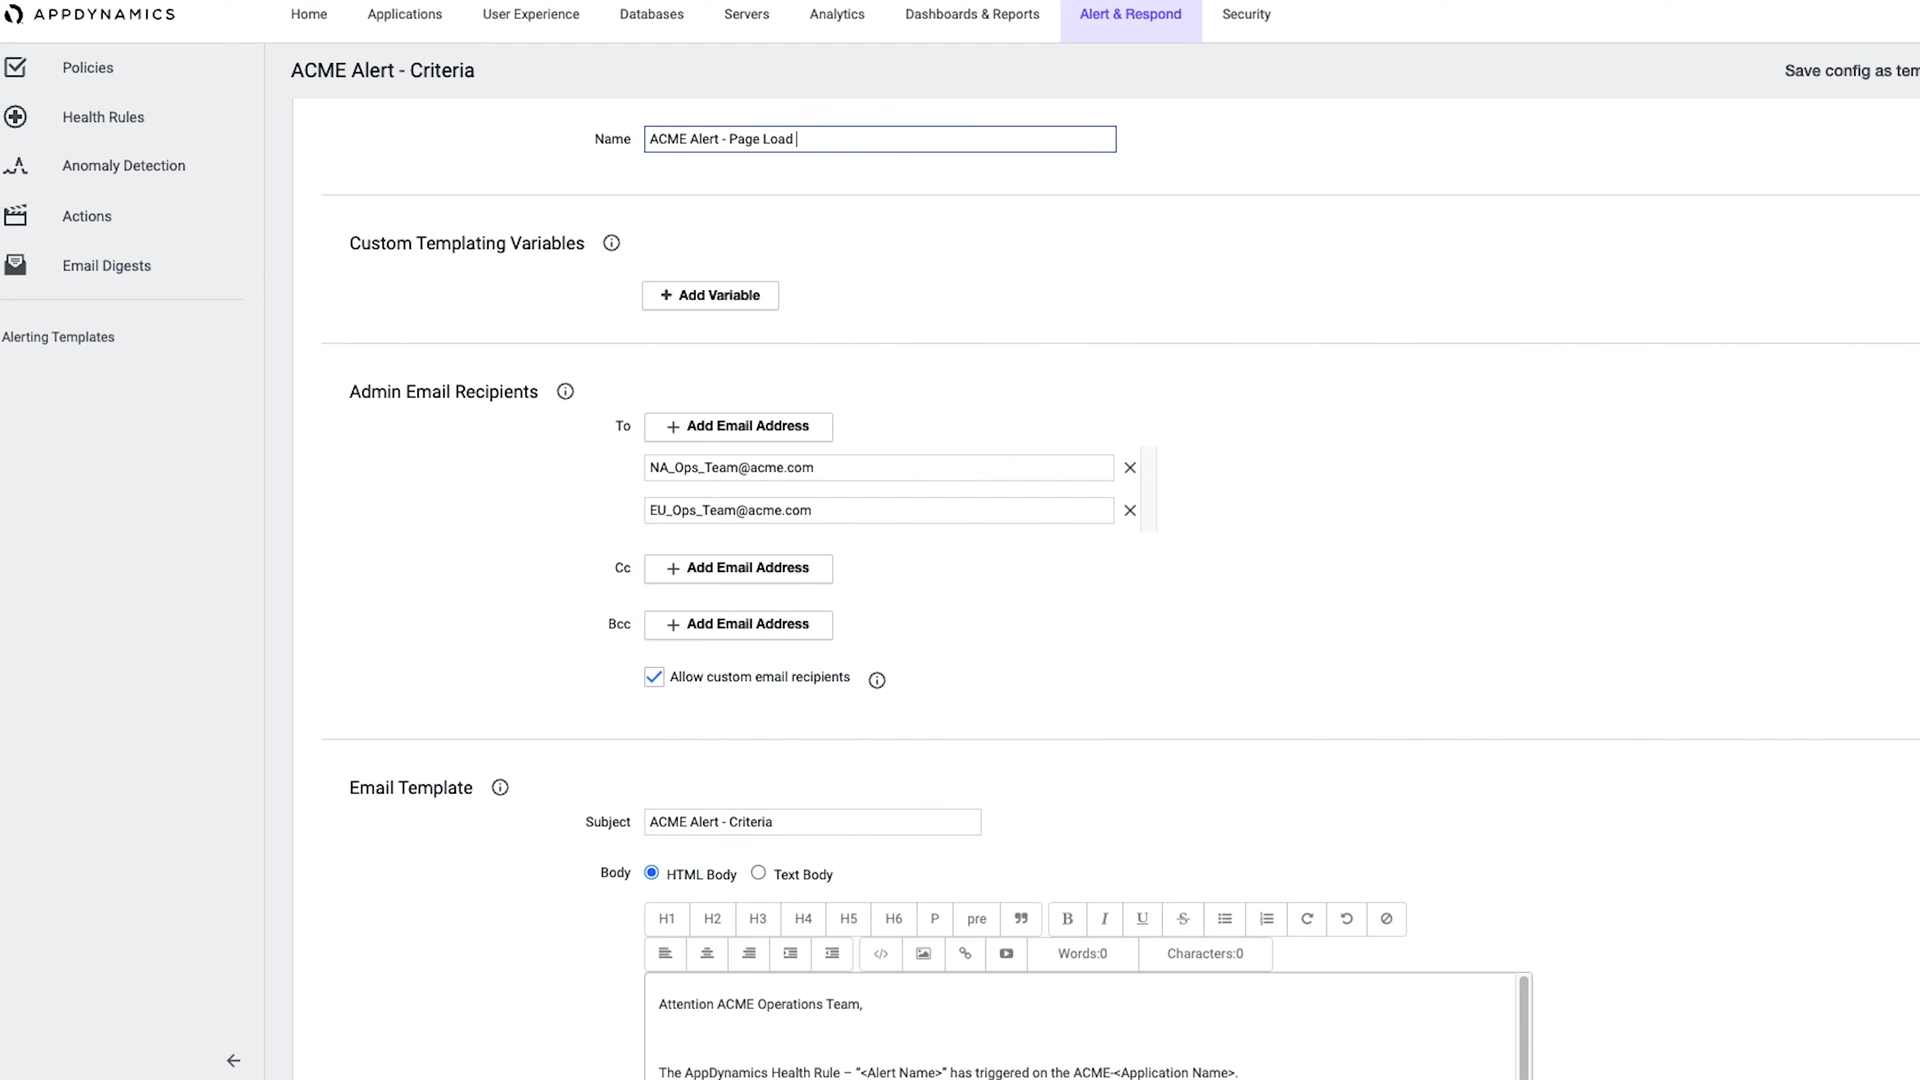 APPDYNAMICS
Home Applications User Experience Databases Servers Analytics Dashboards & Reports Alert & Respond Security
Policies
Health Rules
Anomaly Detection
Actions
Email Digests
Alerting Templates
ACME Alert - Criteria
Save config as tem
Name ACME Alert - Page Load
Custom Templating Variables
+ Add Variable
Admin Email Recipients
To + Add Email Address
NA_Ops_Team@acme.com
EU_Ops_Team@acme.com
Cc + Add Email Address
Bcc + Add Email Address
Allow custom email recipients
Email Template
Subject ACME Alert - Criteria
Body HTML Body Text Body
H1 H2 H3 H4 H5 H6 P pre B I U S
Words:0 Characters:0
Attention ACME Operations Team,
The AppDynamics Health Rule – “<Alert Name>” has triggered on the ACME-<Application Name>.